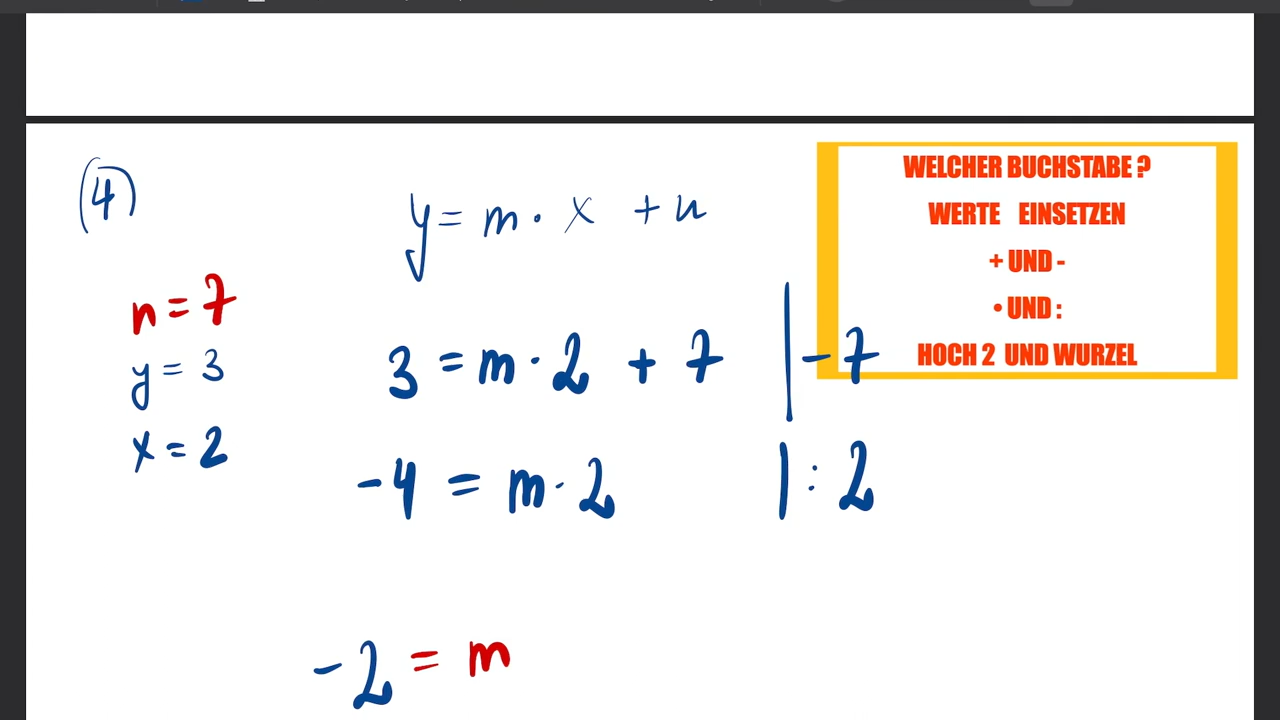 (4)
y = m · x + n
n = 7
y = 3
x = 2
3 = m · 2 + 7 | - 7
-4 = m · 2 | : 2
-2 = m
WELCHER BUCHSTABE ?
WERTE EINSETZEN
+ UND -
• UND :
HOCH 2 UND WURZEL